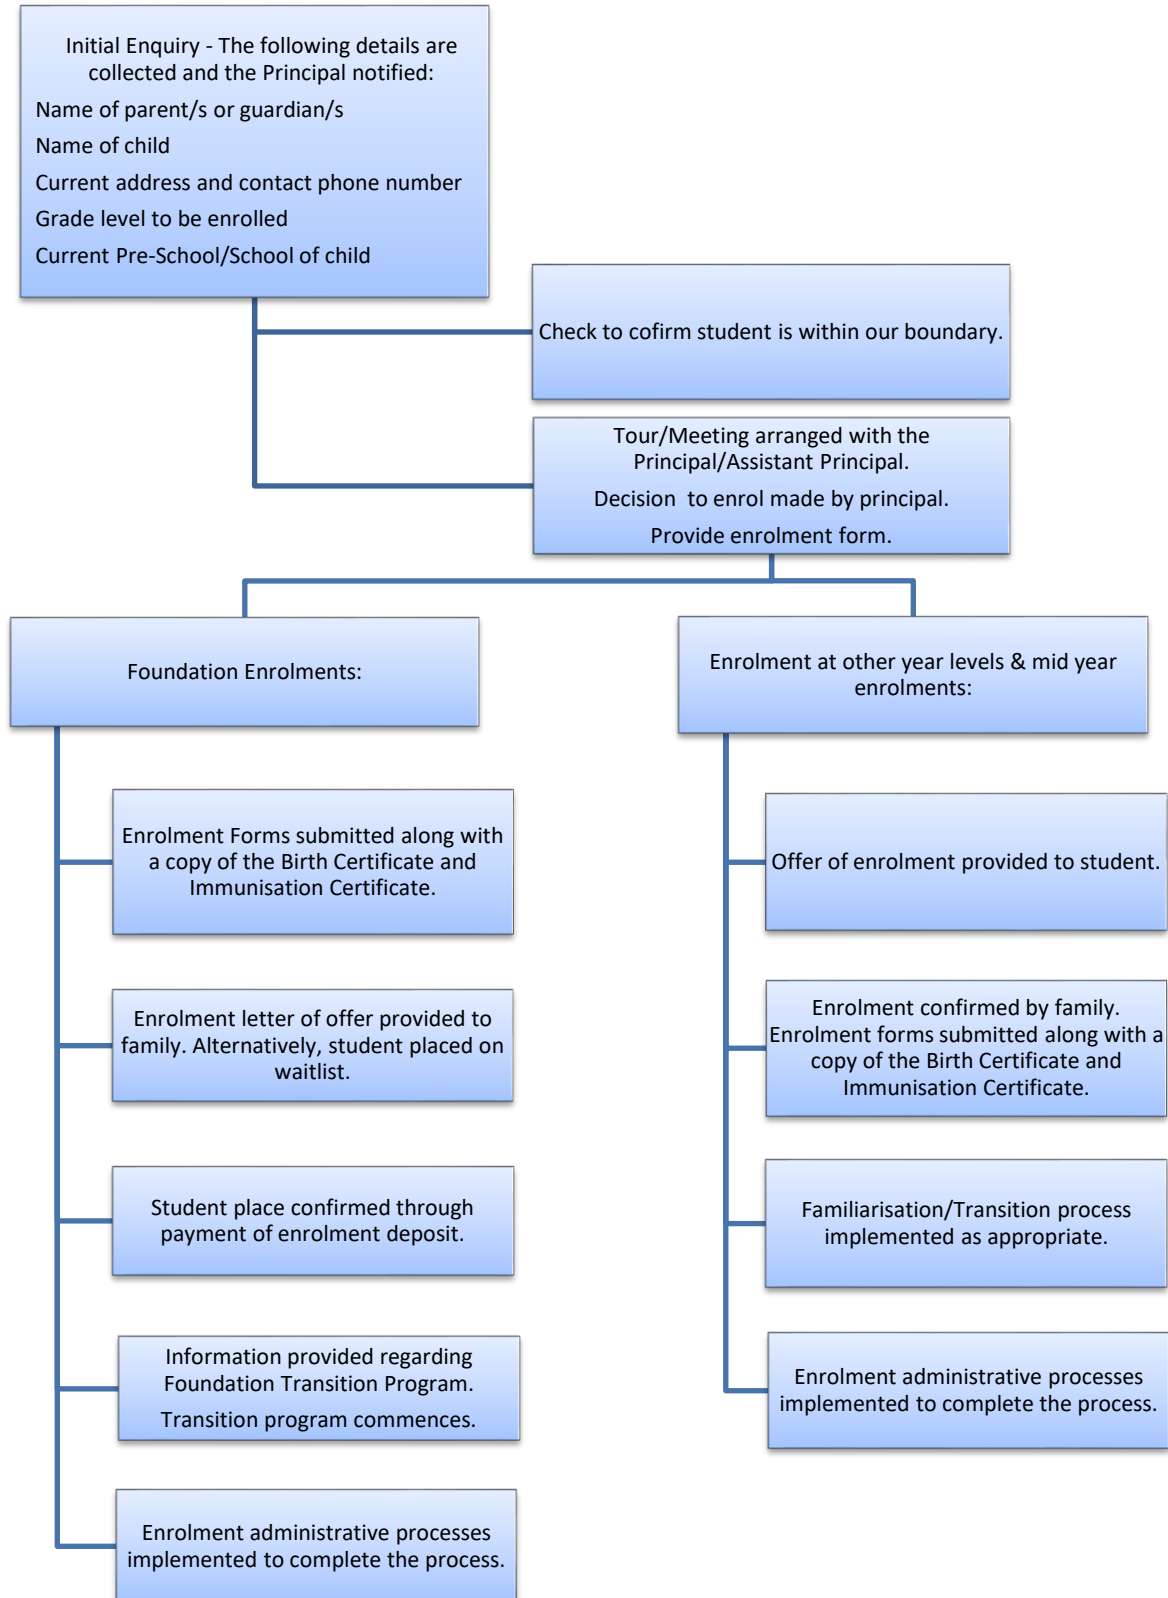 Initial Enquiry - The following details are
collected and the Principal notified:
Name of parent/s or guardian/s
Name of child
Current address and contact phone number
Grade level to be enrolled
Current Pre-School/School of child
Check to cofirm student is within our boundary.
Tour/Meeting arranged with the
Principal/Assistant Principal.
Decision  to enrol made by principal.
Provide enrolment form.
Foundation Enrolments:
Enrolment Forms submitted along with
a copy of the Birth Certificate and
Immunisation Certificate.
Enrolment letter of offer provided to
family. Alternatively, student placed on
waitlist.
Student place confirmed through
payment of enrolment deposit.
Information provided regarding
Foundation Transition Program.
Transition program commences.
Enrolment administrative processes
implemented to complete the process.
Enrolment at other year levels & mid year
enrolments:
Offer of enrolment provided to student.
Enrolment confirmed by family.
Enrolment forms submitted along with a
copy of the Birth Certificate and
Immunisation Certificate.
Familiarisation/Transition process
implemented as appropriate.
Enrolment administrative processes
implemented to complete the process.